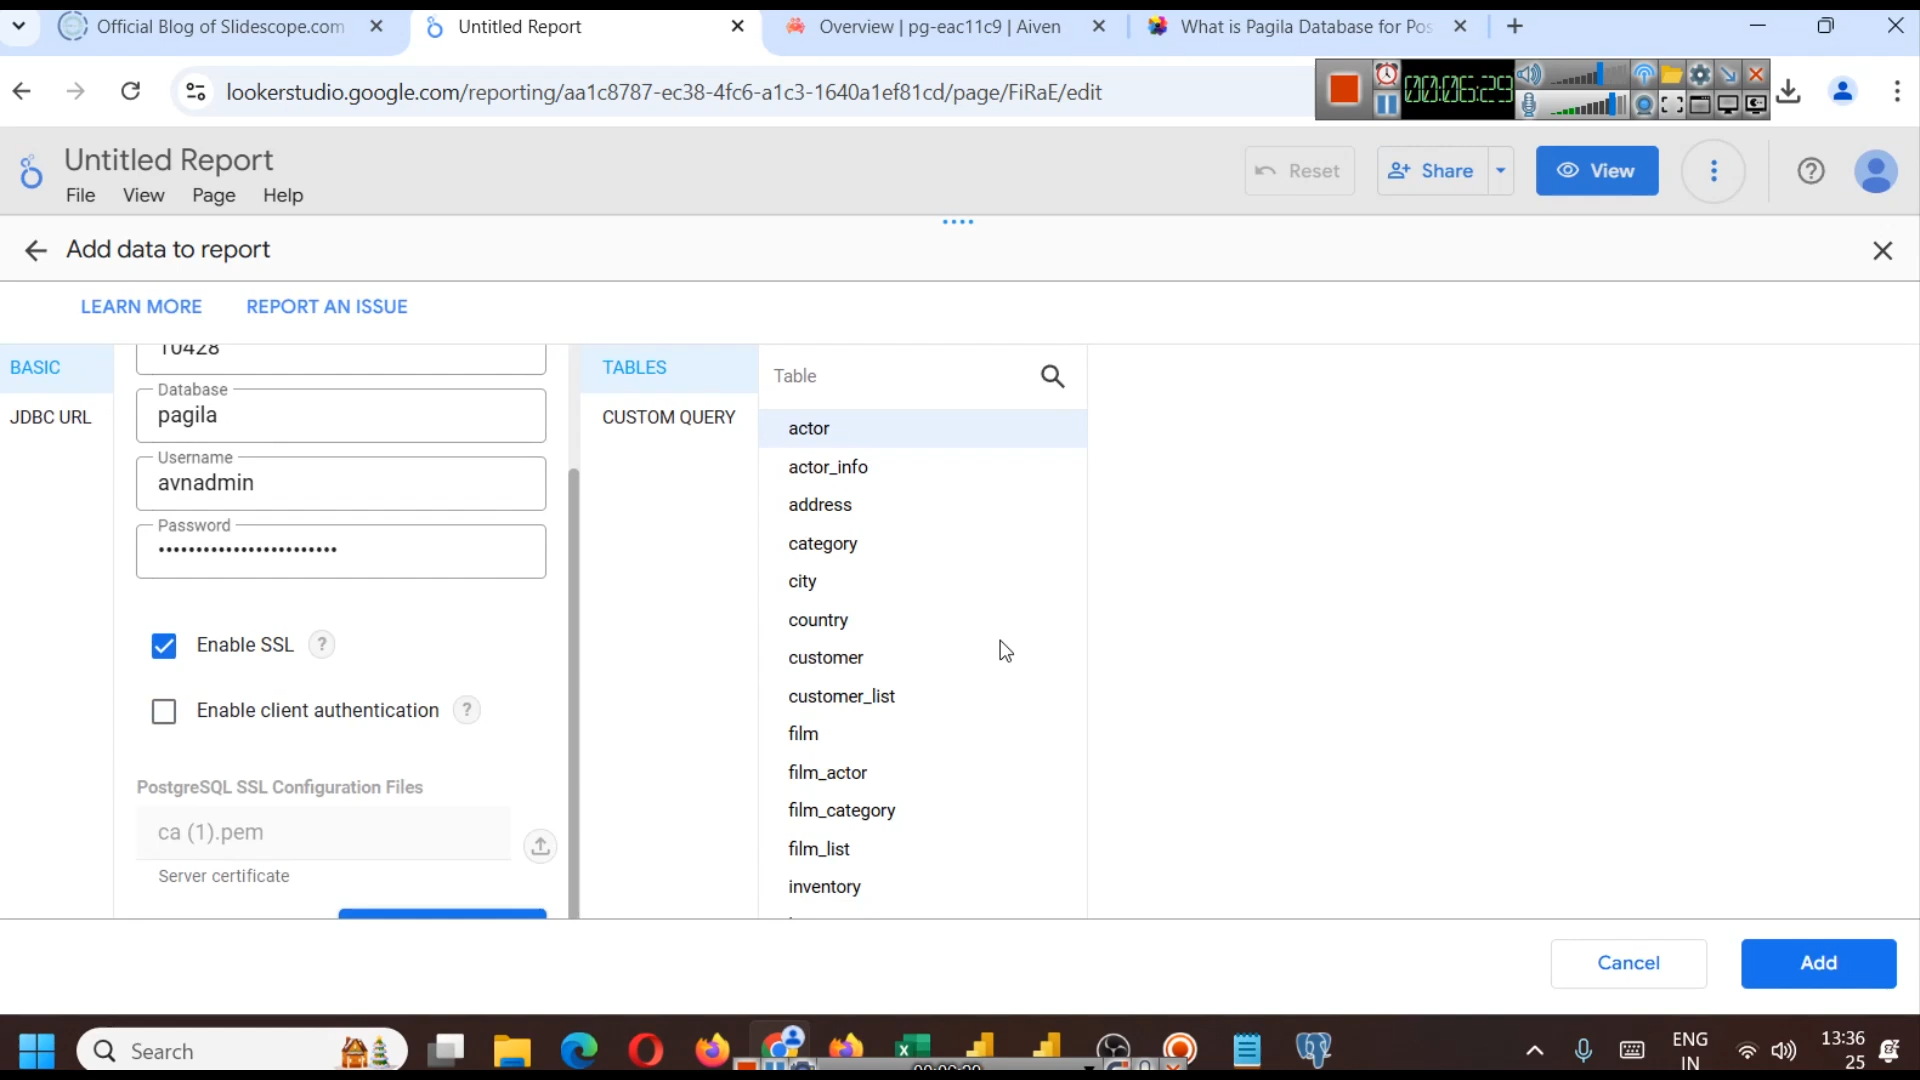 Official Blog of Slidescope.com
Untitled Report
Overview | pg-eac11c9 | Aiven
What is Pagila Database for Pos
lookerstudio.google.com/reporting/aa1c8787-ec38-4fc6-a1c3-1640a1ef81cd/page/FiRaE/edit
00:06:29
Untitled Report
File View Page Help
Reset
Share
View
Add data to report
LEARN MORE REPORT AN ISSUE
BASIC
JDBC URL
10428
Database
pagila
Username
avnadmin
Password
Enable SSL ?
Enable client authentication ?
PostgreSQL SSL Configuration Files
ca (1).pem
Server certificate
TABLES
CUSTOM QUERY
Table
actor
actor_info
address
category
city
country
customer
customer_list
film
film_actor
film_category
film_list
inventory
Cancel
Add
Search
ENG
IN
13:36
25